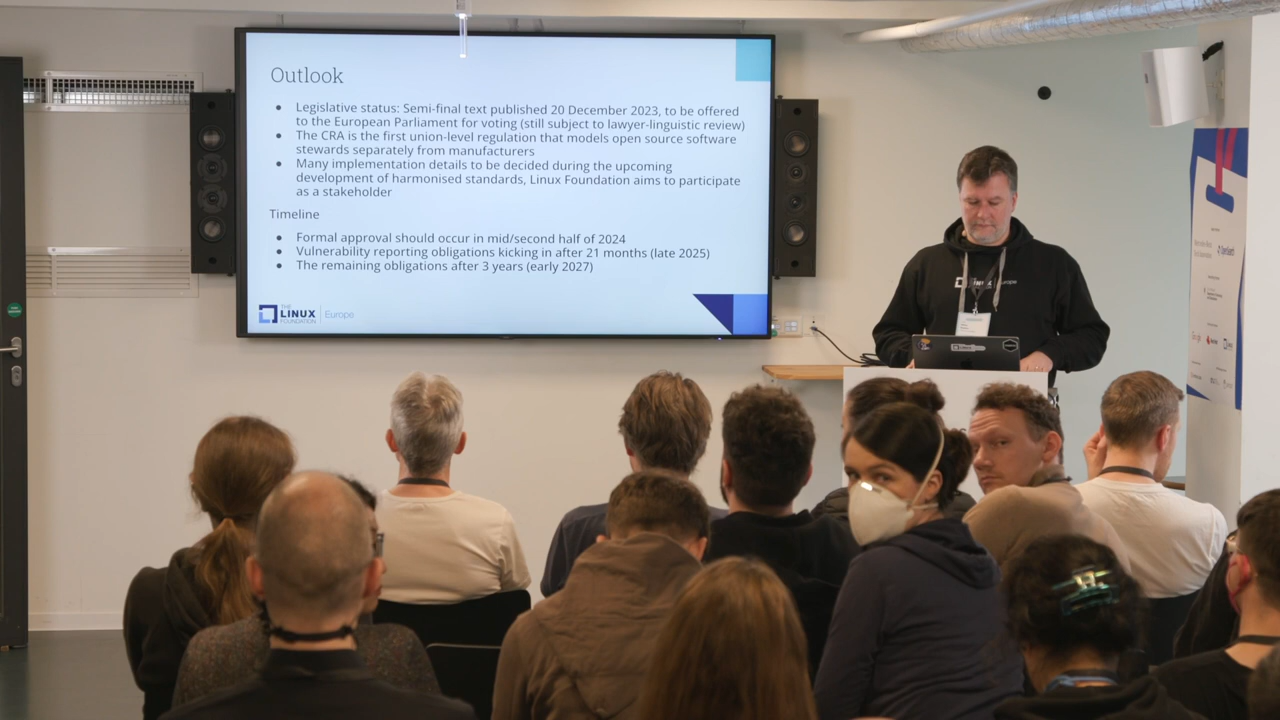 Outlook
● Legislative status: Semi-final text published 20 December 2023, to be offered
to the European Parliament for voting (still subject to lawyer-linguistic review)
● The CRA is the first union-level regulation that models open source software
stewards separately from manufacturers
● Many implementation details to be decided during the upcoming
development of harmonised standards, Linux Foundation aims to participate
as a stakeholder
Timeline
● Formal approval should occur in mid/second half of 2024
● Vulnerability reporting obligations kicking in after 21 months (late 2025)
● The remaining obligations after 3 years (early 2027)
THE
LINUX
FOUNDATION
Europe
Europe
Google